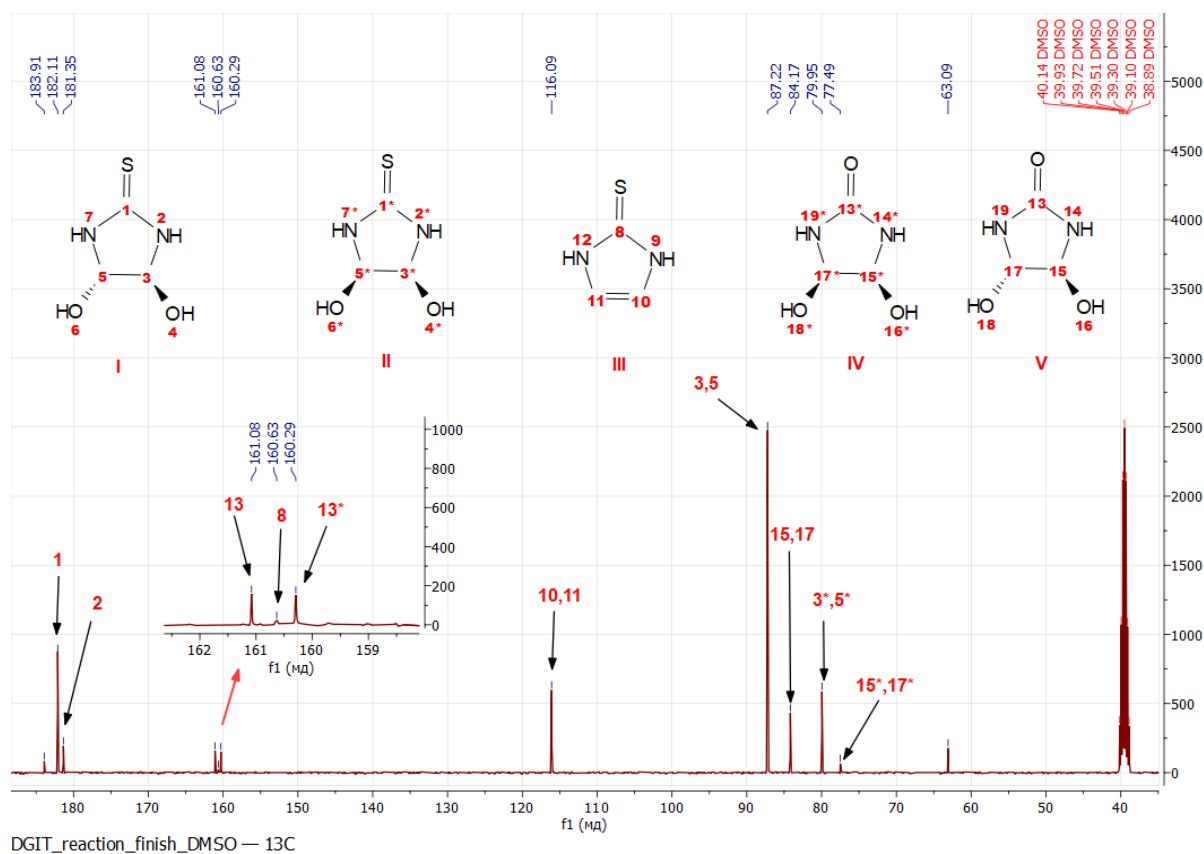 183.91
182.11
181.35
161.08
160.63
160.29
116.09
87.22
84.17
79.95
77.49
63.09
40.14 DMSO
39.93 DMSO
39.72 DMSO
39.51 DMSO
39.30 DMSO
39.10 DMSO
38.89 DMSO
S
1
7
HN
2
NH
5
3
HO
6
OH
4
I
S
1*
7*
HN
2*
NH
5*
3*
HO
6*
OH
4*
II
S
8
12
HN
9
NH
11
10
III
O
13*
19*
HN
14*
NH
17*
15*
HO
18*
OH
16*
IV
O
13
19
HN
14
NH
17
15
HO
18
OH
16
V
5000
4500
4000
3500
3000
2500
2000
1500
1000
500
0
161.08
160.63
160.29
13
8
13*
1000
800
600
400
200
0
162
161
160
159
f1 (мд)
1
2
10,11
3,5
15,17
3*,5*
15*,17*
180
170
160
150
140
130
120
110
100
90
80
70
60
50
40
f1 (мд)
DGIT_reaction_finish_DMSO — 13C